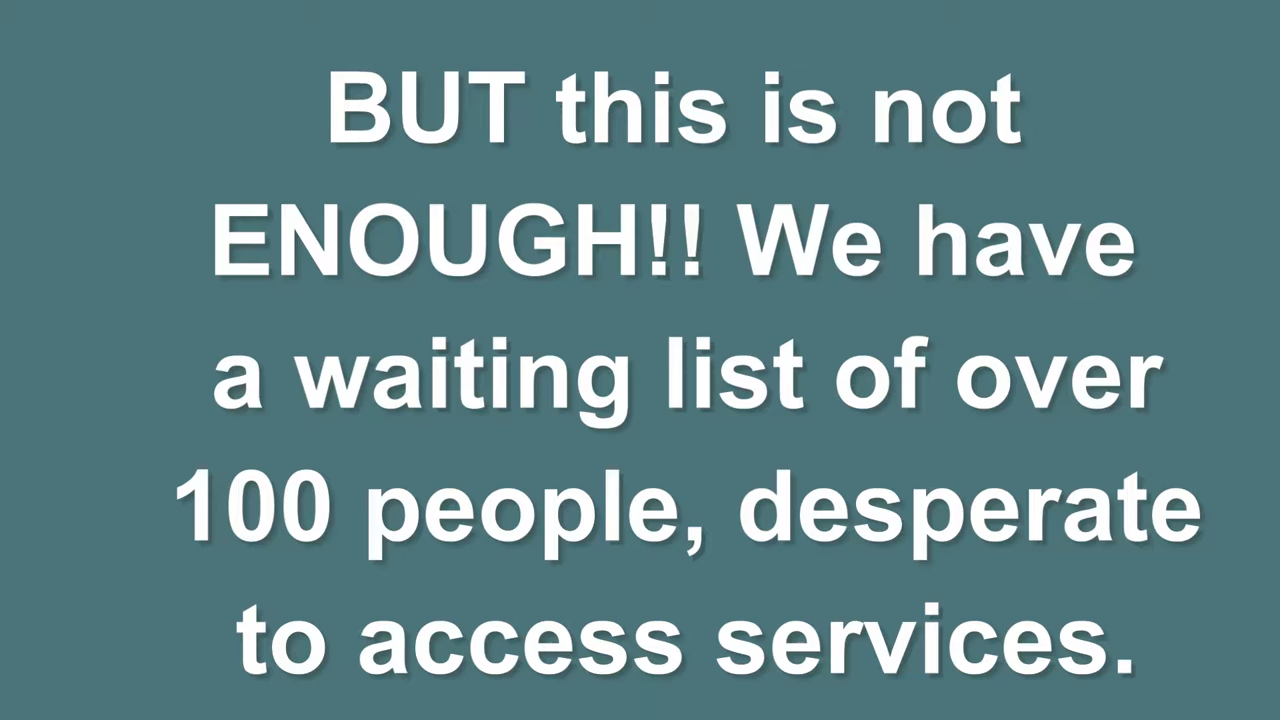 BUT this is not
ENOUGH!! We have
a waiting list of over
100 people, desperate
to access services.